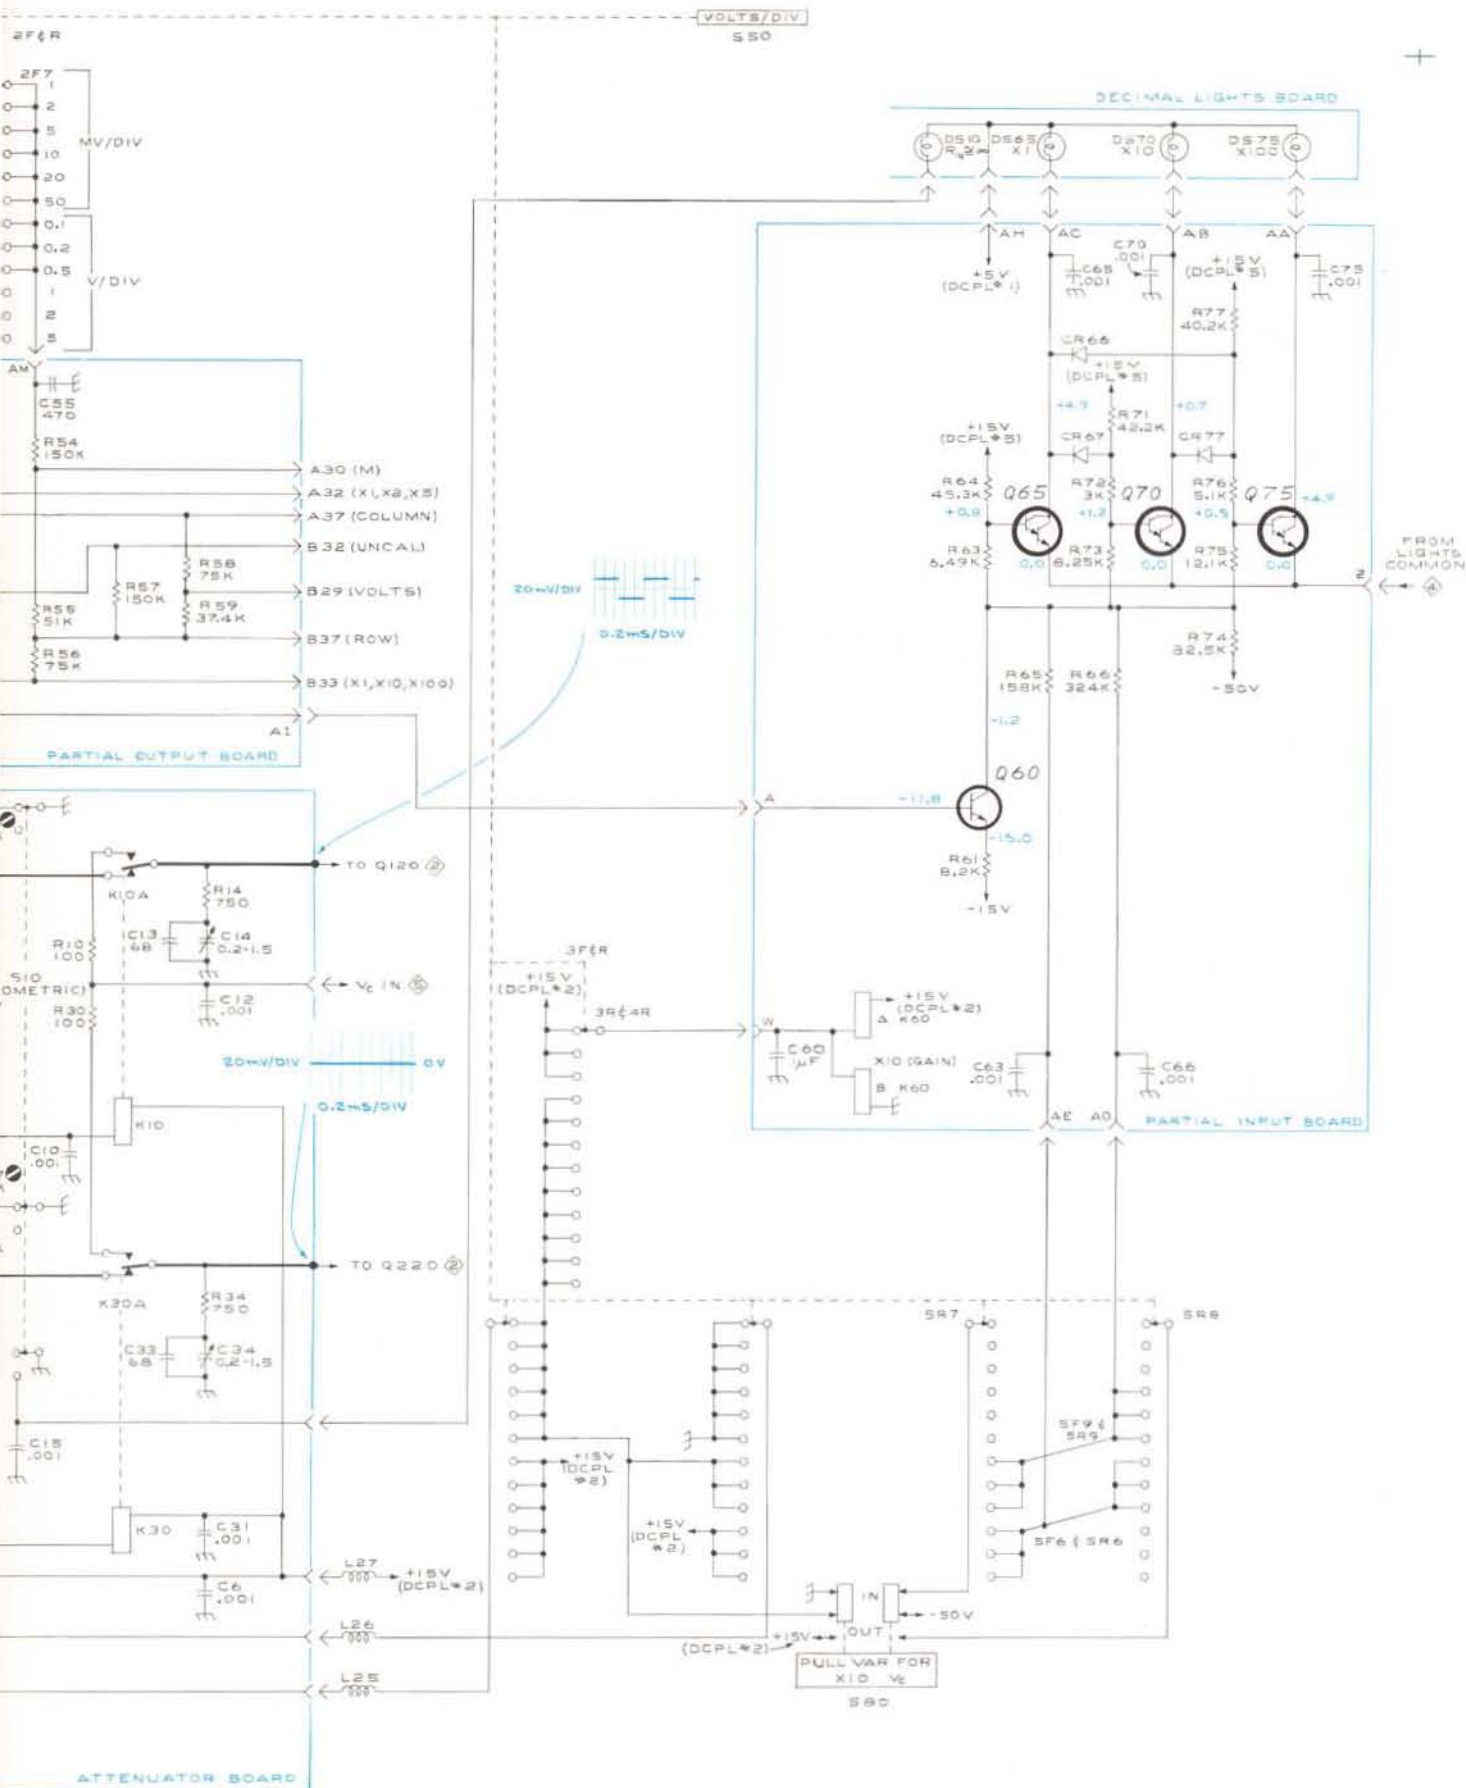 VOLTS/DIV
S50
2F&R
2F7
1
2
5
10
20
50
MV/DIV
0.1
0.2
0.5
1
2
5
V/DIV
DECIMAL LIGHTS BOARD
DS65
X1
DS70
X10
DS75
X100
AH
AC
AB
AA
+5V
(DCPL#1)
C65
.001
C70
.001
+15V
(DCPL#5)
C75
.001
R77
40.2K
CR66
+15V
(DCPL#5)
+4.9
R71
42.2K
+0.7
+15V
(DCPL#5)
CR67
CR77
R64
45.3K
+0.8
Q65
R72
3K
+1.2
Q70
R76
5.1K
+0.5
Q75
+4.9
R63
6.49K
0.0
R73
8.25K
0.0
R75
12.1K
0.0
FROM
LIGHTS
COMMON
4
Z
R74
82.5K
-50V
R65
158K
R66
324K
-1.2
Q60
A
-11.8
-15.0
R61
8.2K
-15V
AM
C55
470
R54
150K
A30 (M)
A32 (X1,X2,X5)
A37 (COLUMN)
B32 (UNCAL)
R58
75K
R57
150K
B29 (VOLTS)
R59
37.4K
R55
51K
B37 (ROW)
R56
75K
B33 (X1,X10,X100)
A1
PARTIAL OUTPUT BOARD
20mV/DIV
0.2mS/DIV
TO Q120 2
K10A
R14
750
C13
68
C14
0.2-1.5
R10
100
S10
OMETRIC)
R30
100
VC IN 5
C12
.001
20mV/DIV
0V
0.2mS/DIV
K10
C10
.001
TO Q220 2
K30A
R34
750
C33
68
C34
0.2-1.5
C15
.001
K30
C31
.001
C6
.001
L27
+15V
(DCPL#2)
L26
L25
ATTENUATOR BOARD
3F&R
+15V
(DCPL#2)
3R&4R
W
+15V
(DCPL#2)
A K60
C60
1µF
X10 (GAIN)
B K60
C63
.001
C66
.001
AE
AD
PARTIAL INPUT BOARD
5R7
5R8
5F9 &
5R9
+15V
(DCPL
#2)
+15V
(DCPL
#2)
5F6 & 5R6
IN
-50V
OUT
+15V
(DCPL#2)
PULL VAR FOR
X10 VC
S80